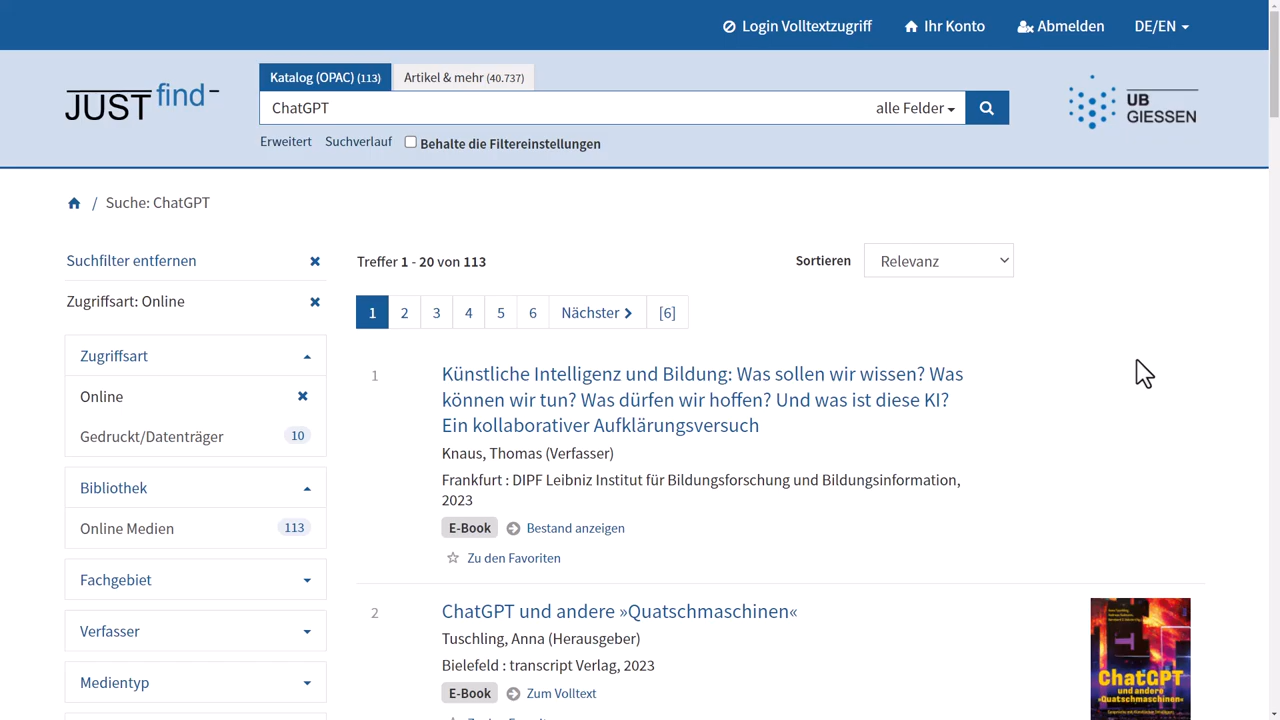 Login Volltextzugriff
Ihr Konto
Abmelden
DE/EN
JUSTfind
Katalog (OPAC) (113)
Artikel & mehr (40.737)
ChatGPT
alle Felder
UB
GIESSEN
Erweitert
Suchverlauf
Behalte die Filtereinstellungen
/ Suche: ChatGPT
Suchfilter entfernen
Zugriffsart: Online
Zugriffsart
Online
Gedruckt/Datenträger 10
Bibliothek
Online Medien 113
Fachgebiet
Verfasser
Medientyp
Treffer 1 - 20 von 113
Sortieren
Relevanz
1 2 3 4 5 6 Nächster [6]
1
Künstliche Intelligenz und Bildung: Was sollen wir wissen? Was
können wir tun? Was dürfen wir hoffen? Und was ist diese KI?
Ein kollaborativer Aufklärungsversuch
Knaus, Thomas (Verfasser)
Frankfurt : DIPF Leibniz Institut für Bildungsforschung und Bildungsinformation,
2023
E-Book Bestand anzeigen
Zu den Favoriten
2
ChatGPT und andere »Quatschmaschinen«
Tuschling, Anna (Herausgeber)
Bielefeld : transcript Verlag, 2023
E-Book Zum Volltext
ChatGPT
und andere
»Quatschmaschinen«